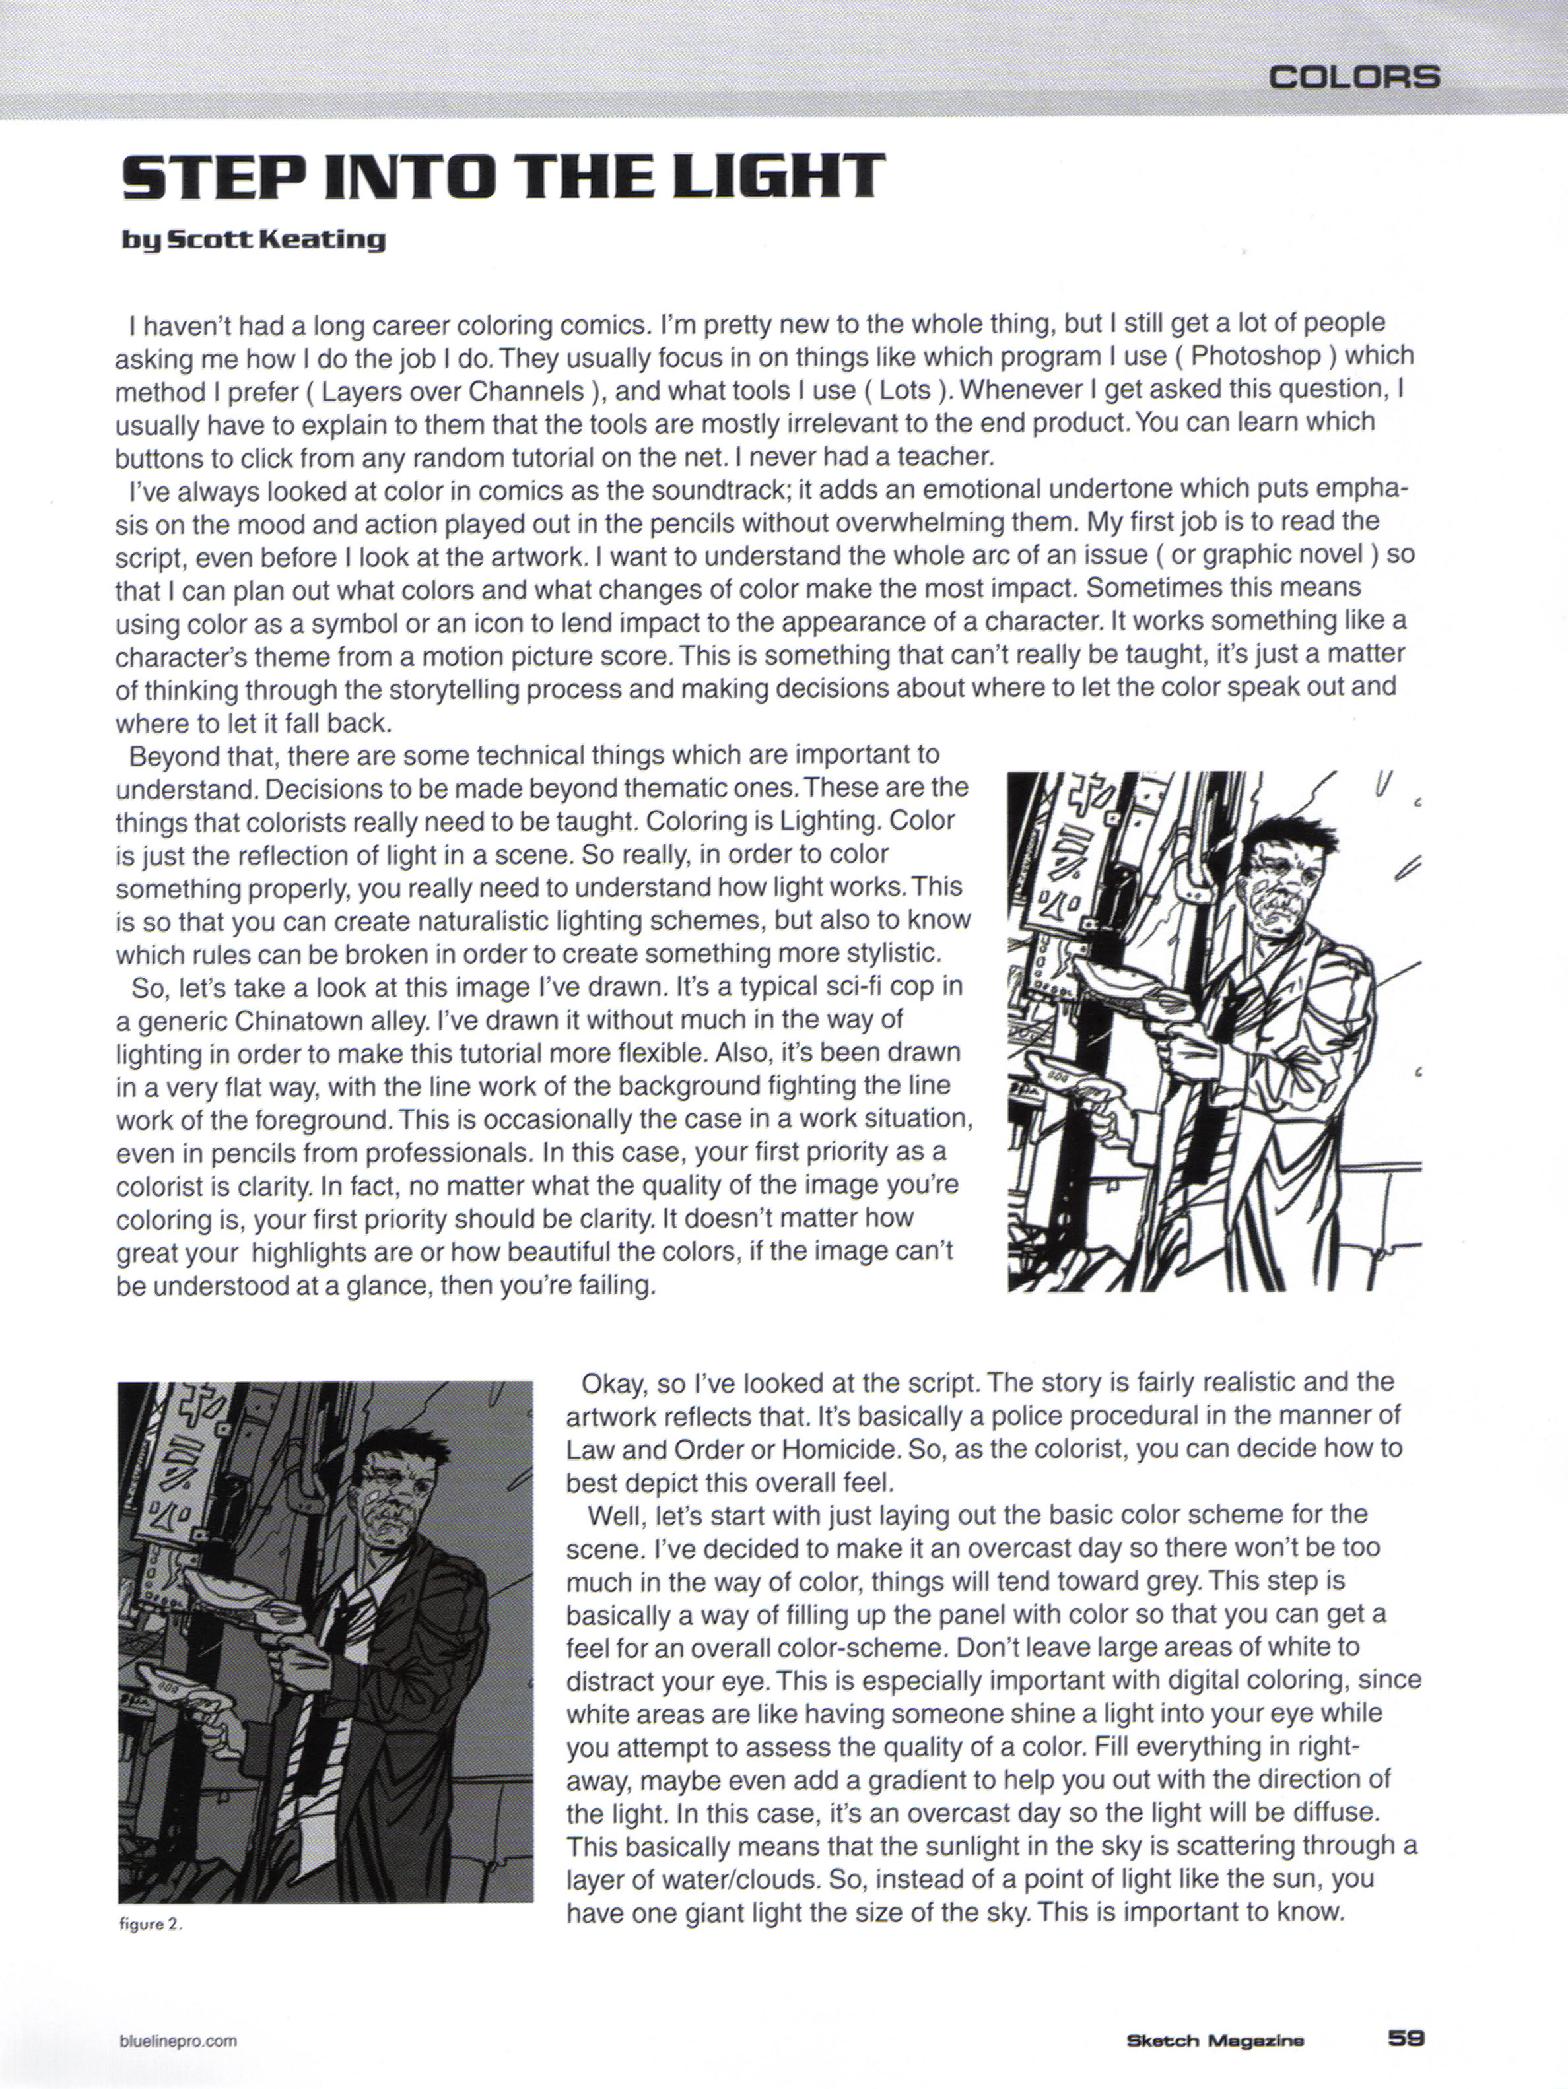 COLORS
STEP INTO THE LIGHT
by Scott Keating
I haven't had a long career coloring comics. I'm pretty new to the whole thing, but I still get a lot of people
asking me how I do the job I do. They usually focus in on things like which program I use ( Photoshop ) which
method I prefer ( Layers over Channels ), and what tools I use ( Lots ). Whenever I get asked this question, I
usually have to explain to them that the tools are mostly irrelevant to the end product. You can learn which
buttons to click from any random tutorial on the net. I never had a teacher.
I've always looked at color in comics as the soundtrack; it adds an emotional undertone which puts empha-
sis on the mood and action played out in the pencils without overwhelming them. My first job is to read the
script, even before I look at the artwork. I want to understand the whole arc of an issue ( or graphic novel ) so
that I can plan out what colors and what changes of color make the most impact. Sometimes this means
using color as a symbol or an icon to lend impact to the appearance of a character. It works something like a
character's theme from a motion picture score. This is something that can't really be taught, it's just a matter
of thinking through the storytelling process and making decisions about where to let the color speak out and
where to let it fall back.
Beyond that, there are some technical things which are important to
understand. Decisions to be made beyond thematic ones. These are the
things that colorists really need to be taught. Coloring is Lighting. Color
is just the reflection of light in a scene. So really, in order to color
something properly, you really need to understand how light works. This
is so that you can create naturalistic lighting schemes, but also to know
which rules can be broken in order to create something more stylistic.
So, let's take a look at this image I've drawn. It's a typical sci-fi cop in
a generic Chinatown alley. I've drawn it without much in the way of
lighting in order to make this tutorial more flexible. Also, it's been drawn
in a very flat way, with the line work of the background fighting the line
work of the foreground. This is occasionally the case in a work situation,
even in pencils from professionals. In this case, your first priority as a
colorist is clarity. In fact, no matter what the quality of the image you're
coloring is, your first priority should be clarity. It doesn't matter how
great your highlights are or how beautiful the colors, if the image can't
be understood at a glance, then you're failing.
Okay, so I've looked at the script. The story is fairly realistic and the
artwork reflects that. It's basically a police procedural in the manner of
Law and Order or Homicide. So, as the colorist, you can decide how to
best depict this overall feel.
Well, let's start with just laying out the basic color scheme for the
scene. I've decided to make it an overcast day so there won't be too
much in the way of color, things will tend toward grey. This step is
basically a way of filling up the panel with color so that you can get a
feel for an overall color-scheme. Don't leave large areas of white to
distract your eye. This is especially important with digital coloring, since
white areas are like having someone shine a light into your eye while
you attempt to assess the quality of a color. Fill everything in right-
away, maybe even add a gradient to help you out with the direction of
the light. In this case, it's an overcast day so the light will be diffuse.
This basically means that the sunlight in the sky is scattering through a
layer of water/clouds. So, instead of a point of light like the sun, you
have one giant light the size of the sky. This is important to know.
figure 2.
bluelinepro.com
Sketch Magazine 59